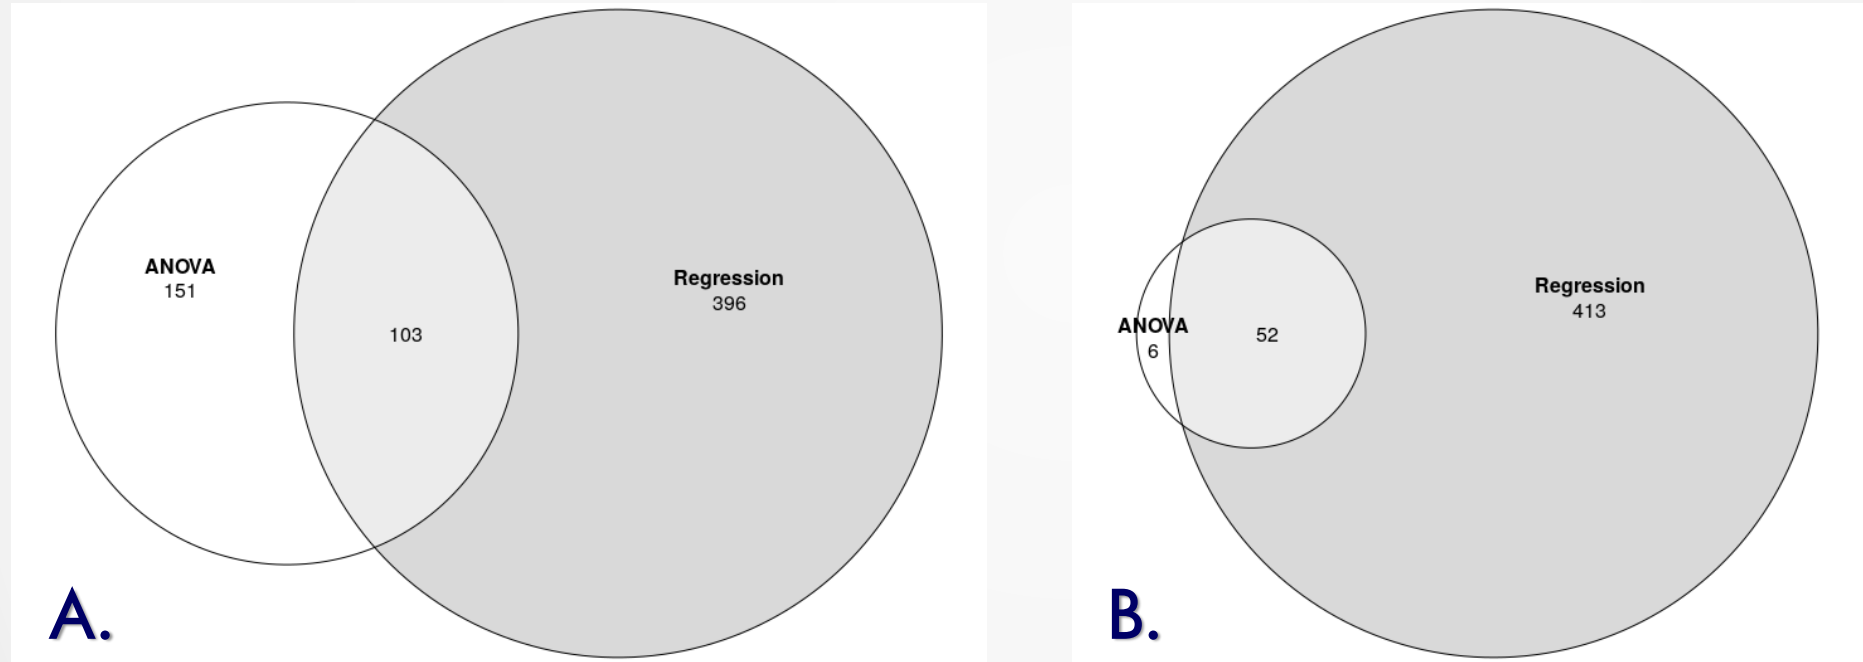 ANOVA
151
103
Regression
396
A.
ANOVA
6
52
Regression
413
B.